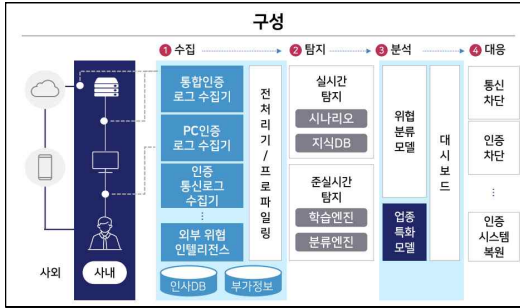 구성
1 수집
2 탐지
3 분석
4 대응
사외
사내
통합인증
로그 수집기
PC인증
로그 수집기
인증
통신로그
수집기
⋮
외부 위협
인텔리전스
인사DB
부가정보
전처리기/프로파일링
실시간
탐지
시나리오
지식DB
준실시간
탐지
학습엔진
분류엔진
위협
분류
모델
업종
특화
모델
대시보드
통신
차단
인증
차단
⋮
인증
시스템
복원